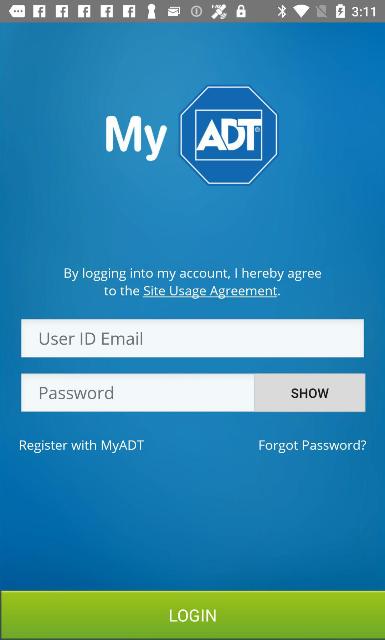 3:11
My ADT®
By logging into my account, I hereby agree
to the Site Usage Agreement.
User ID Email
Password
SHOW
Register with MyADT
Forgot Password?
LOGIN